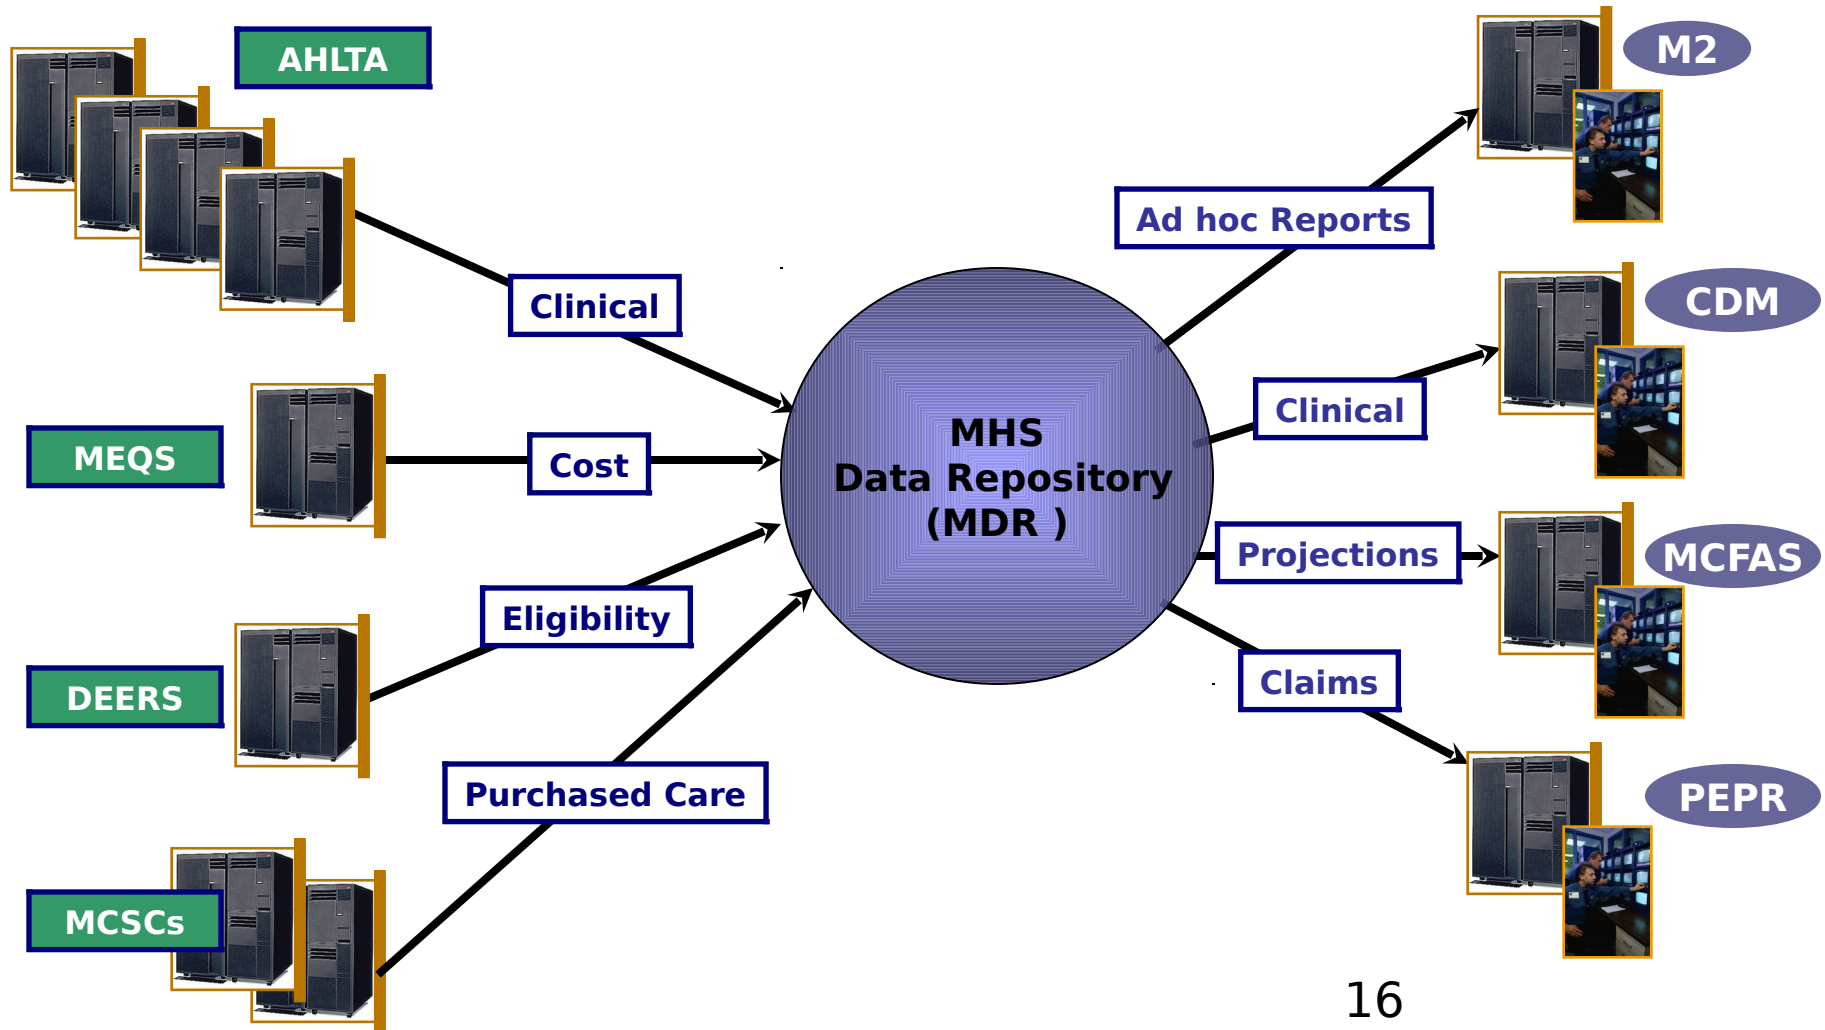 AHLTA
Clinical
MEQS
Cost
DEERS
Eligibility
MCSCs
Purchased Care
MHS
Data Repository
(MDR )
Ad hoc Reports
M2
Clinical
CDM
Projections
MCFAS
Claims
PEPR
16